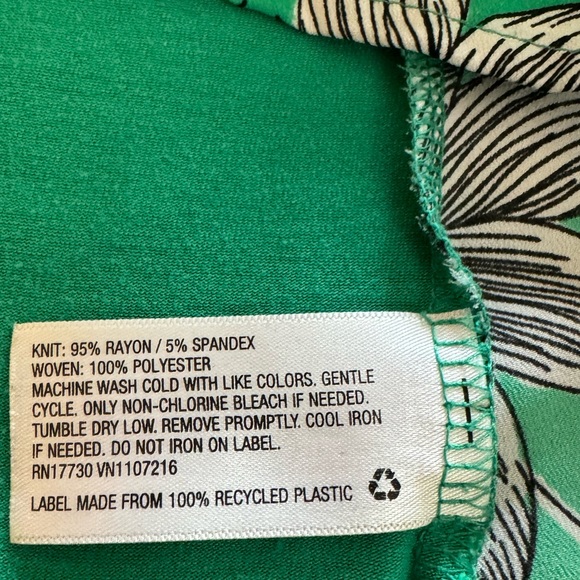 KNIT: 95% RAYON / 5% SPANDEX
WOVEN: 100% POLYESTER
MACHINE WASH COLD WITH LIKE COLORS. GENTLE
CYCLE. ONLY NON-CHLORINE BLEACH IF NEEDED.
TUMBLE DRY LOW. REMOVE PROMPTLY. COOL IRON
IF NEEDED. DO NOT IRON ON LABEL.
RN17730 VN1107216
LABEL MADE FROM 100% RECYCLED PLASTIC